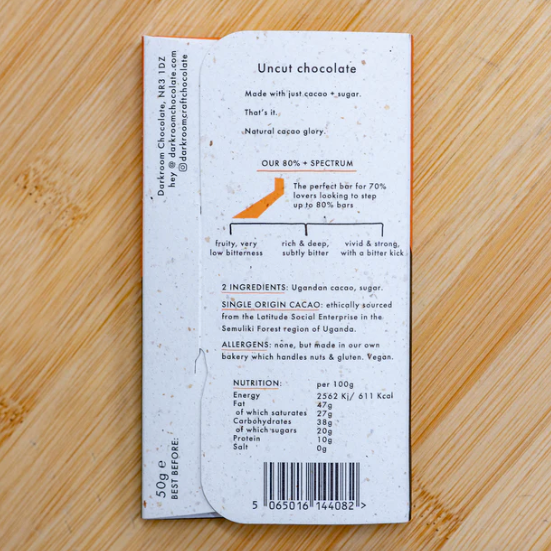 Darkroom Chocolate, NR3 1DZ
hey @ darkroomchocolate.com
@darkroomcraftchocolate
Uncut chocolate
Made with just cacao + sugar.
That's it.
Natural cacao glory.
OUR 80% + SPECTRUM
The perfect bar for 70%
lovers looking to step
up to 80% bars
fruity, very
low bitterness
rich & deep,
subtly bitter
vivid & strong,
with a bitter kick
2 INGREDIENTS: Ugandan cacao, sugar.
SINGLE ORIGIN CACAO: ethically sourced
from the Latitude Social Enterprise in the
Semuliki Forest region of Uganda.
ALLERGENS: none, but made in our own
bakery which handles nuts & gluten. Vegan.
NUTRITION: per 100g
Energy 2562 Kj/ 611 Kcal
Fat 47g
of which saturates 27g
Carbohydrates 38g
of which sugars 20g
Protein 10g
Salt 0g
50g e
BEST BEFORE:
5 065016 144082 >